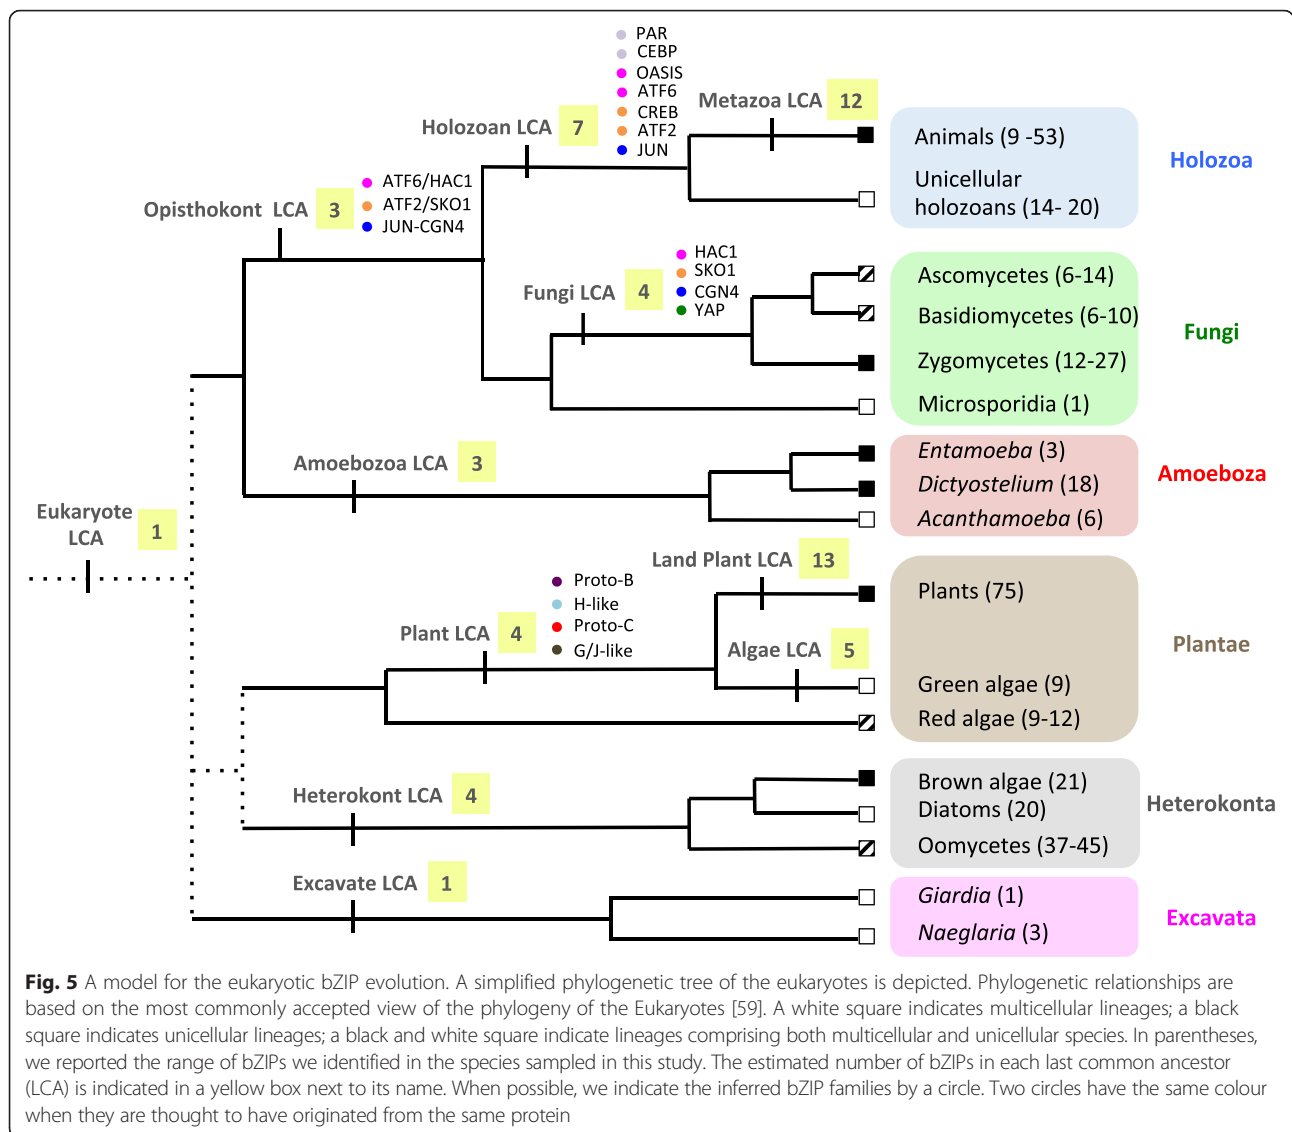 PAR
CEBP
OASIS
ATF6
CREB
ATF2
JUN
Metazoa LCA 12
Holozoan LCA 7
Animals (9 -53)
Unicellular
holozoans (14- 20)
Holozoa
ATF6/HAC1
ATF2/SKO1
JUN-CGN4
Opisthokont LCA 3
HAC1
SKO1
CGN4
YAP
Fungi LCA 4
Ascomycetes (6-14)
Basidiomycetes (6-10)
Zygomycetes (12-27)
Microsporidia (1)
Fungi
Amoebozoa LCA 3
Entamoeba (3)
Dictyostelium (18)
Acanthamoeba (6)
Amoeboza
Eukaryote
LCA 1
Land Plant LCA 13
Proto-B
H-like
Proto-C
G/J-like
Plant LCA 4
Algae LCA 5
Plants (75)
Green algae (9)
Red algae (9-12)
Plantae
Heterokont LCA 4
Brown algae (21)
Diatoms (20)
Oomycetes (37-45)
Heterokonta
Excavate LCA 1
Giardia (1)
Naeglaria (3)
Excavata
Fig. 5 A model for the eukaryotic bZIP evolution. A simplified phylogenetic tree of the eukaryotes is depicted. Phylogenetic relationships are
based on the most commonly accepted view of the phylogeny of the Eukaryotes [59]. A white square indicates multicellular lineages; a black
square indicates unicellular lineages; a black and white square indicate lineages comprising both multicellular and unicellular species. In parentheses,
we reported the range of bZIPs we identified in the species sampled in this study. The estimated number of bZIPs in each last common ancestor
(LCA) is indicated in a yellow box next to its name. When possible, we indicate the inferred bZIP families by a circle. Two circles have the same colour
when they are thought to have originated from the same protein